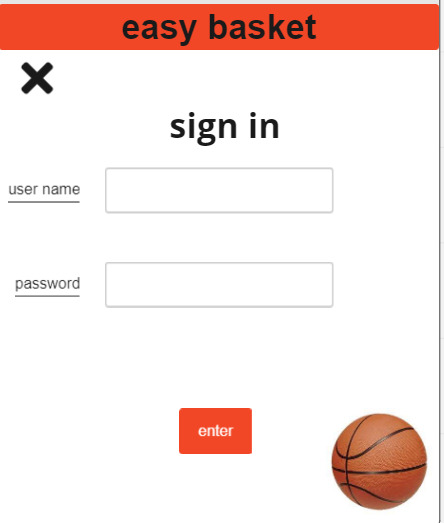 easy basket
sign in
user name
password
enter